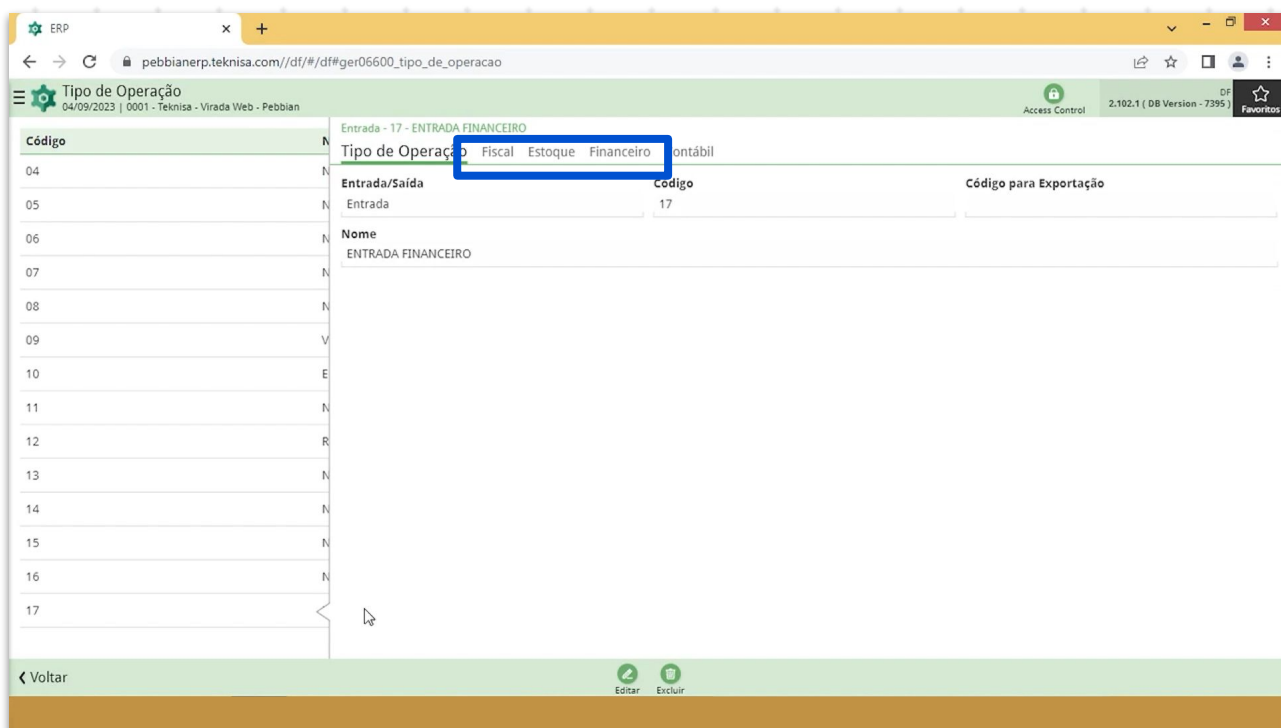 ERP
pebbianerp.teknisa.com//df/#/df#ger06600_tipo_de_operacao
Tipo de Operação
04/09/2023 | 0001 - Teknisa - Virada Web - Pebbian
Access Control
DF
2.102.1 ( DB Version - 7395 )
Favoritos
Código N
04 N
05 N
06 N
07 N
08 N
09 V
10 E
11 N
12 R
13 N
14 N
15 N
16 N
17
Entrada - 17 - ENTRADA FINANCEIRO
Tipo de Operação Fiscal Estoque Financeiro ontábil
Entrada/Saída Código Código para Exportação
Entrada 17
Nome
ENTRADA FINANCEIRO
Voltar
Editar Excluir